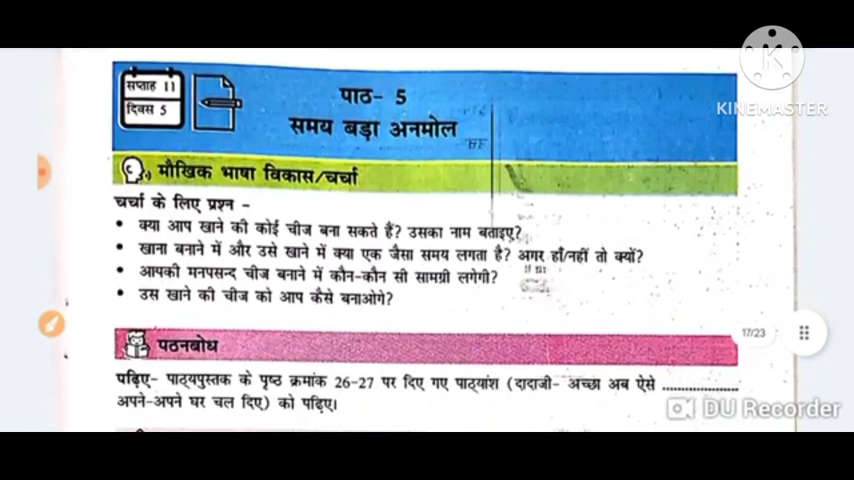 KINEMASTER
सप्ताह 11
दिवस 5
पाठ- 5
समय बड़ा अनमोल
मौखिक भाषा विकास/चर्चा
चर्चा के लिए प्रश्न -
• क्या आप खाने की कोई चीज बना सकते हैं? उसका नाम बताइए?
• खाना बनाने में और उसे खाने में क्या एक जैसा समय लगता है? अगर हाँ/नहीं तो क्यों?
• आपकी मनपसन्द चीज बनाने में कौन-कौन सी सामग्री लगेगी?
• उस खाने की चीज को आप कैसे बनाओगे?
17/23
पठनबोध
पढ़िए- पाठ्यपुस्तक के पृष्ठ क्रमांक 26-27 पर दिए गए पाठ्यांश (दादाजी- अच्छा अब ऐसे ..................
अपने-अपने घर चल दिए) को पढ़िए।
DU Recorder